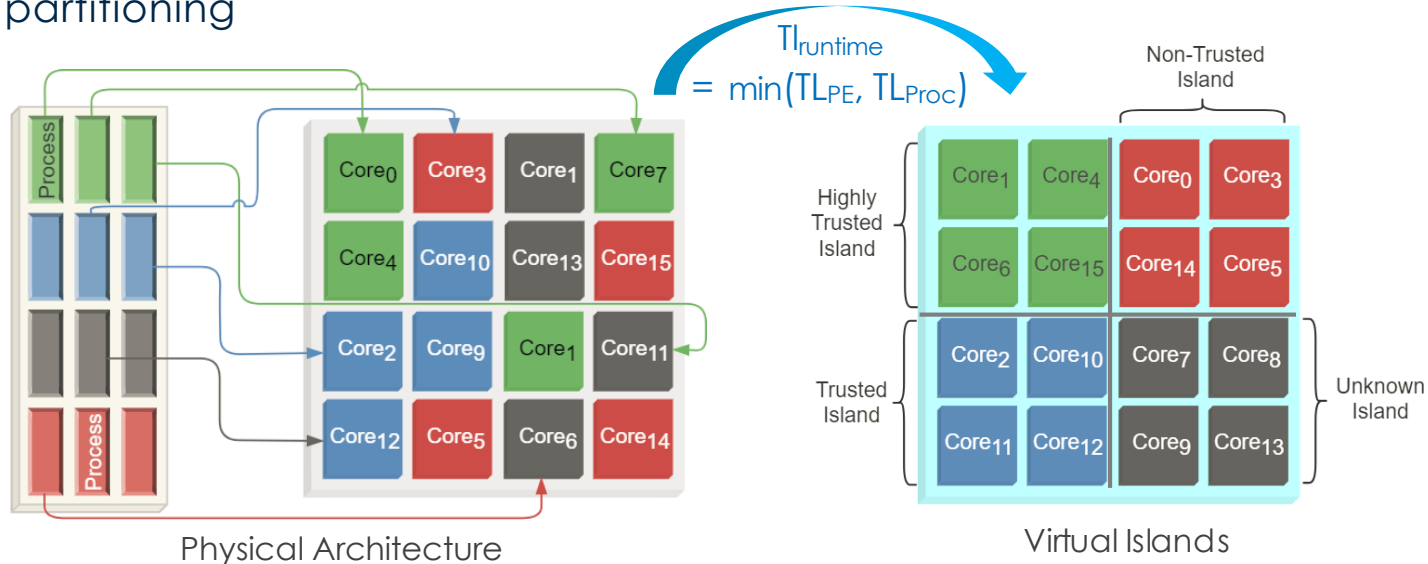 partitioning
TIruntime
= min(TLPE, TLProc)
Process
Process
Core0 Core3 Core1 Core7
Core4 Core10 Core13 Core15
Core2 Core9 Core1 Core11
Core12 Core5 Core6 Core14
Physical Architecture
Non-Trusted
Island
Highly
Trusted
Island
Core1 Core4 Core0 Core3
Core6 Core15 Core14 Core5
Trusted
Island
Core2 Core10 Core7 Core8
Core11 Core12 Core9 Core13
Unknown
Island
Virtual Islands